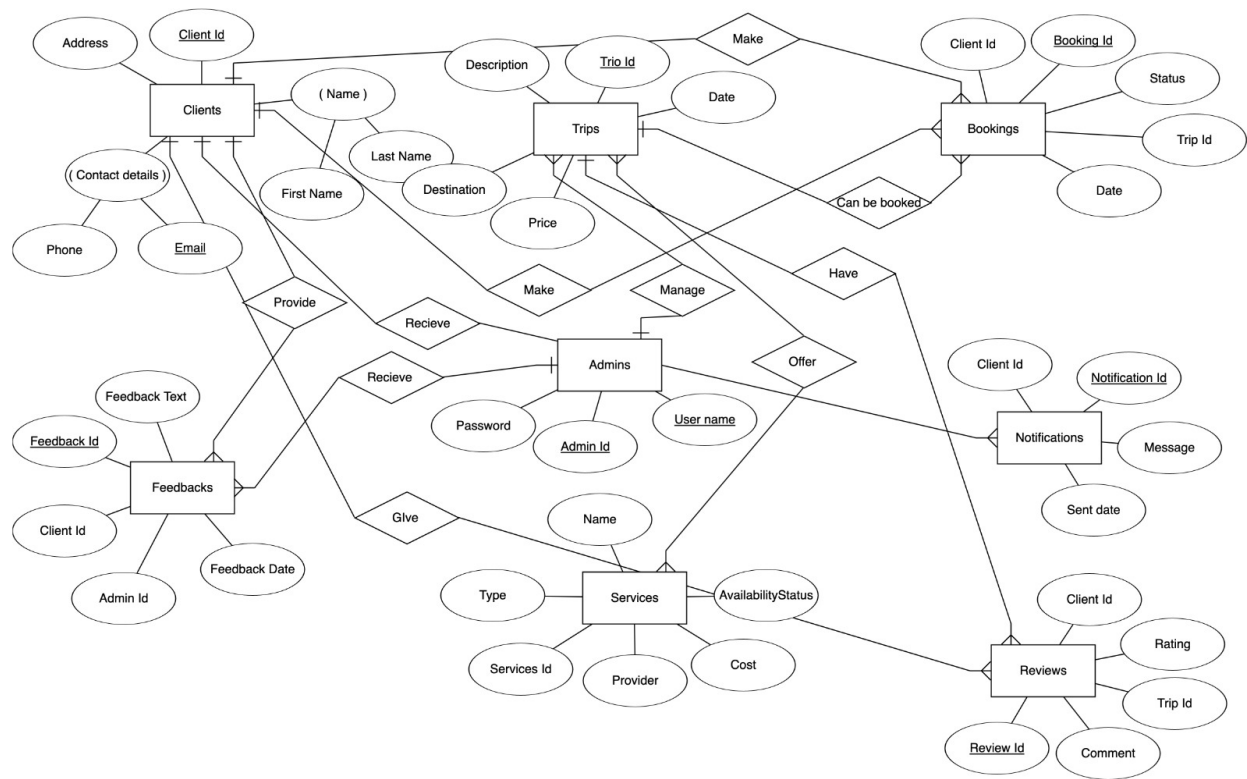 Address
Client Id
Clients
( Name )
Last Name
First Name
( Contact details )
Phone
Email
Make
Description
Trio Id
Date
Trips
Destination
Price
Client Id
Booking Id
Status
Bookings
Trip Id
Date
Can be booked
Make
Manage
Have
Provide
Recieve
Recieve
Admins
Offer
Password
Admin Id
User name
Client Id
Notification Id
Notifications
Message
Sent date
Feedback Text
Feedback Id
Feedbacks
Client Id
Admin Id
Feedback Date
GIve
Name
Type
Services
AvailabilityStatus
Services Id
Provider
Cost
Client Id
Rating
Reviews
Trip Id
Review Id
Comment